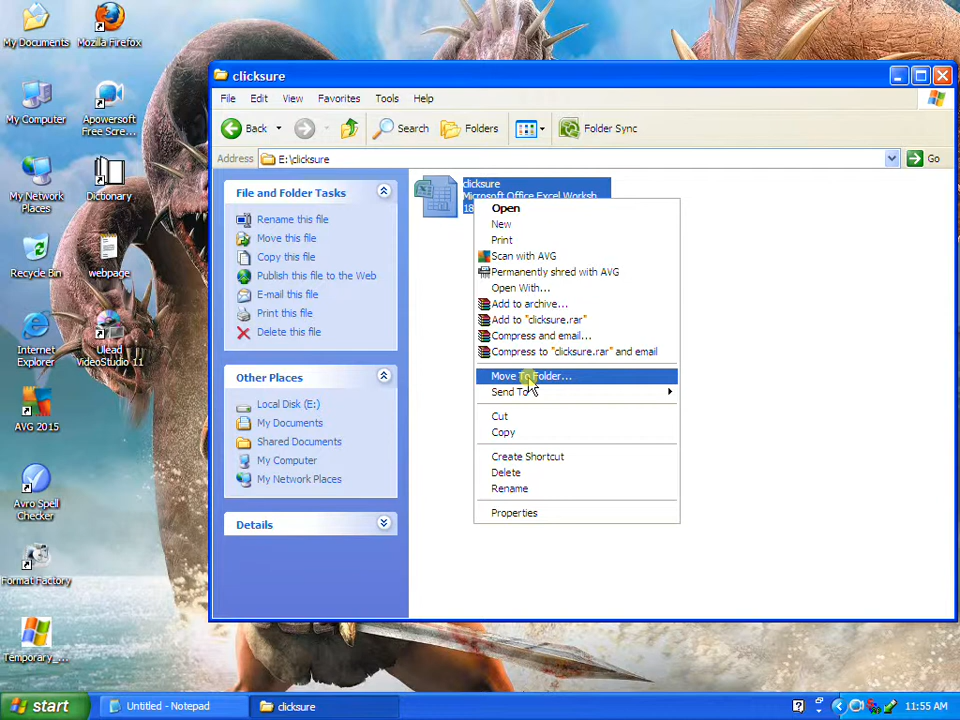 My Documents
Mozilla Firefox
My Computer
Apowersoft
Free Scre...
My Network
Places
Dictionary
Recycle Bin
webpage
Internet
Explorer
Ulead
VideoStudio 11
AVG 2015
Avro Spell
Checker
Format Factory
Temporary_...
clicksure
File Edit View Favorites Tools Help
Back Search Folders Folder Sync
Address E:\clicksure Go
File and Folder Tasks
Rename this file
Move this file
Copy this file
Publish this file to the Web
E-mail this file
Print this file
Delete this file
Other Places
Local Disk (E:)
My Documents
Shared Documents
My Computer
My Network Places
Details
clicksure
Microsoft Office Excel Worksh...
18
Open
New
Print
Scan with AVG
Permanently shred with AVG
Open With...
Add to archive...
Add to "clicksure.rar"
Compress and email...
Compress to "clicksure.rar" and email
Move To Folder...
Send To
Cut
Copy
Create Shortcut
Delete
Rename
Properties
start Untitled - Notepad clicksure 11:55 AM